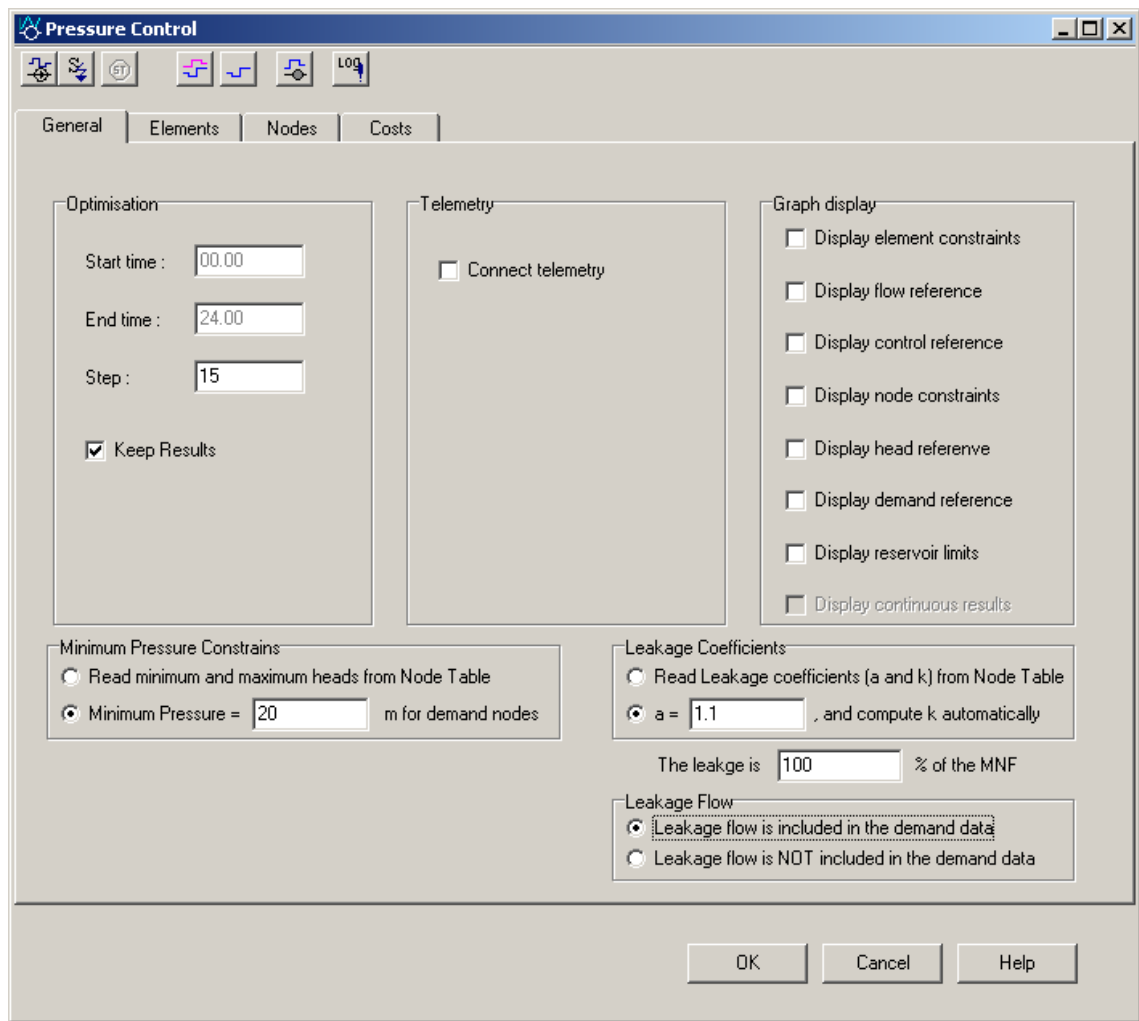 Pressure Control
ST
LOG
General
Elements
Nodes
Costs
Optimisation
Start time :
00.00
End time :
24.00
Step :
15
Keep Results
Telemetry
Connect telemetry
Graph display
Display element constraints
Display flow reference
Display control reference
Display node constraints
Display head referenve
Display demand reference
Display reservoir limits
Display continuous results
Minimum Pressure Constrains
Read minimum and maximum heads from Node Table
Minimum Pressure = 20 m for demand nodes
Leakage Coefficients
Read Leakage coefficients (a and k) from Node Table
a = 1.1 , and compute k automatically
The leakge is 100 % of the MNF
Leakage Flow
Leakage flow is included in the demand data
Leakage flow is NOT included in the demand data
OK
Cancel
Help